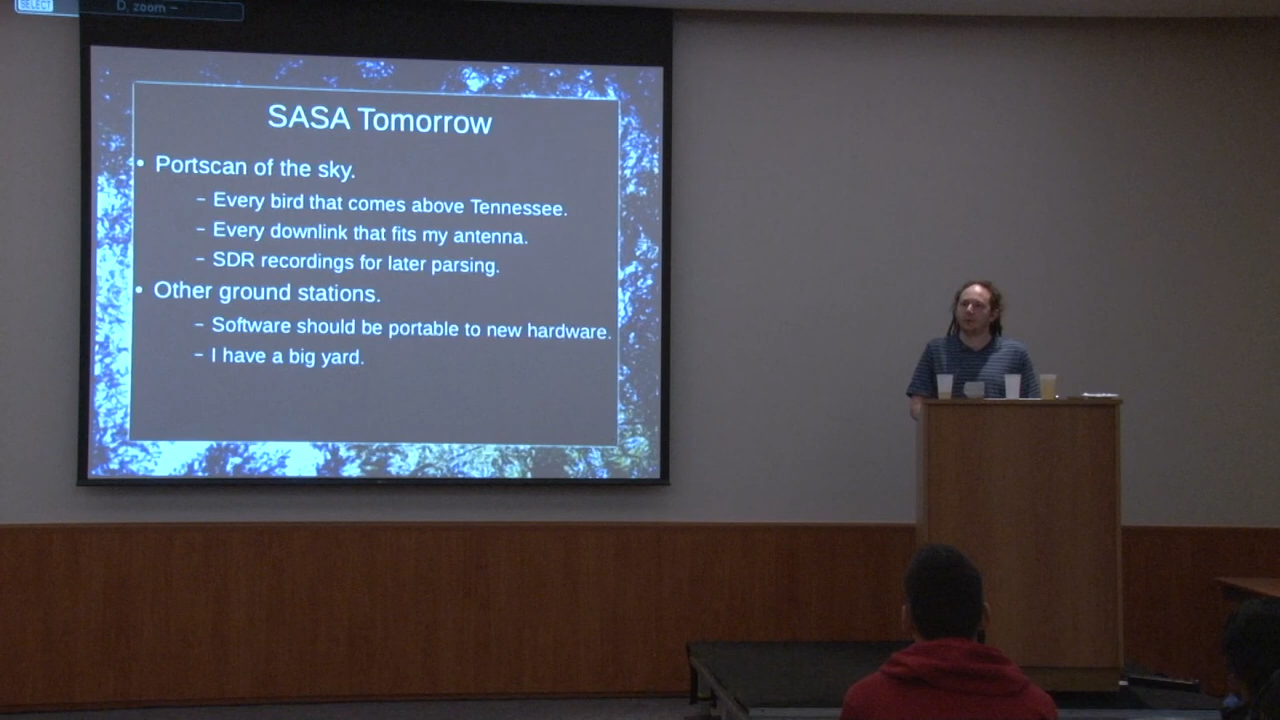 SELECT
D, zoom –
SASA Tomorrow
• Portscan of the sky.
– Every bird that comes above Tennessee.
– Every downlink that fits my antenna.
– SDR recordings for later parsing.
• Other ground stations.
– Software should be portable to new hardware.
– I have a big yard.